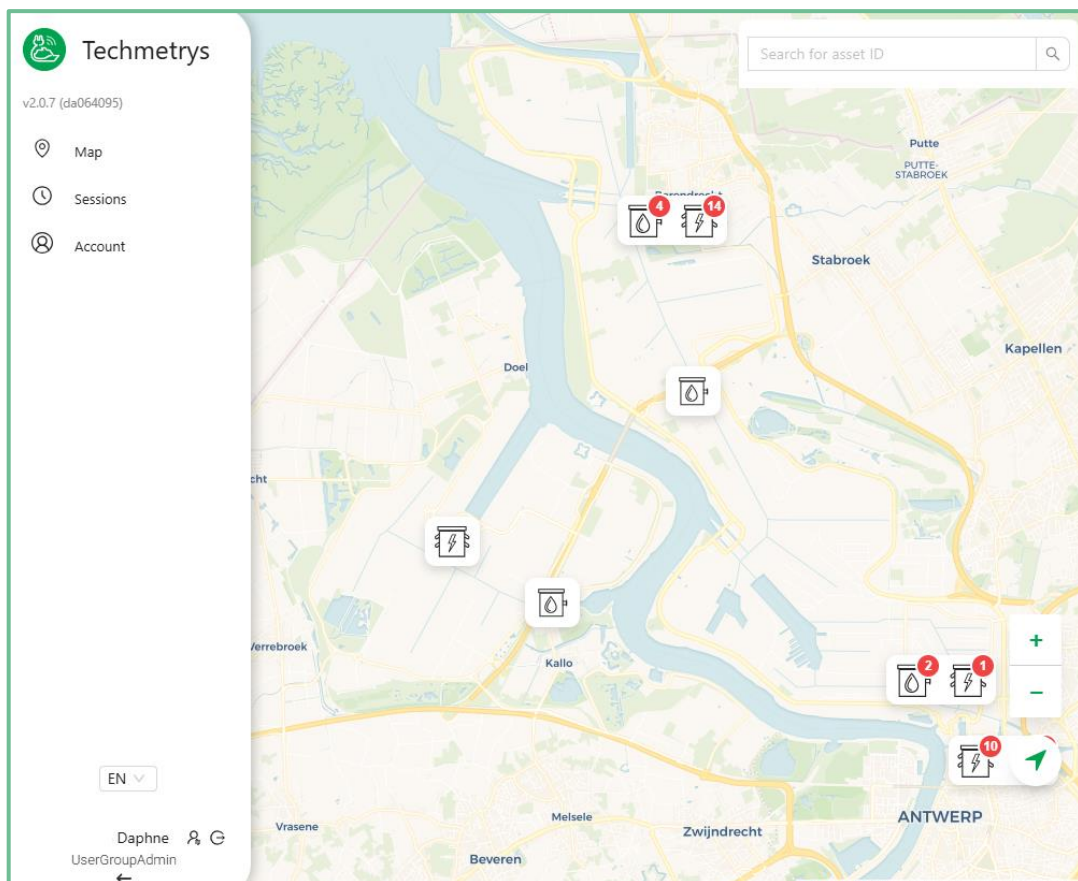 Techmetrys
v2.0.7 (da064095)
Map
Sessions
Account
EN
Daphne
UserGroupAdmin
Search for asset ID
Putte
PUTTE-
STABROEK
4
14
Stabroek
Kapellen
Doel
cht
Verrebroek
Kallo
2
1
+
−
10
ANTWERP
Melsele
Vrasene
Zwijndrecht
Beveren